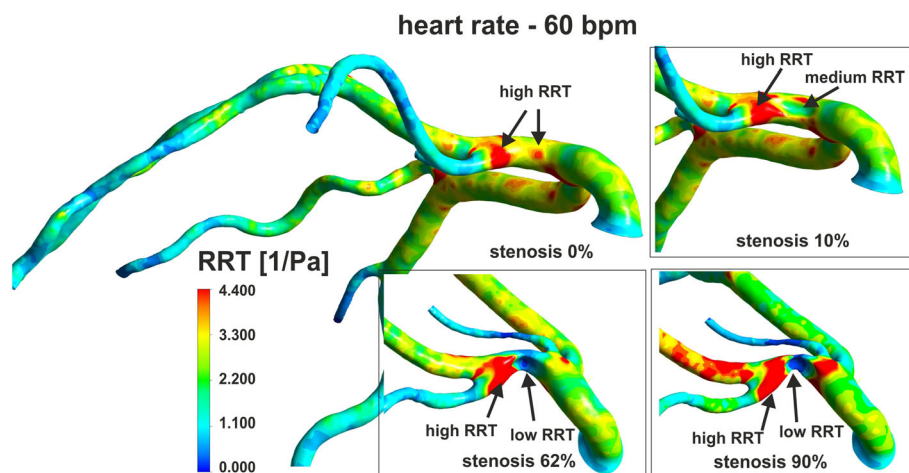 heart rate - 60 bpm
high RRT
stenosis 0%
high RRT
medium RRT
stenosis 10%
RRT [1/Pa]
4.400
3.300
2.200
1.100
0.000
high RRT
low RRT
stenosis 62%
high RRT
low RRT
stenosis 90%